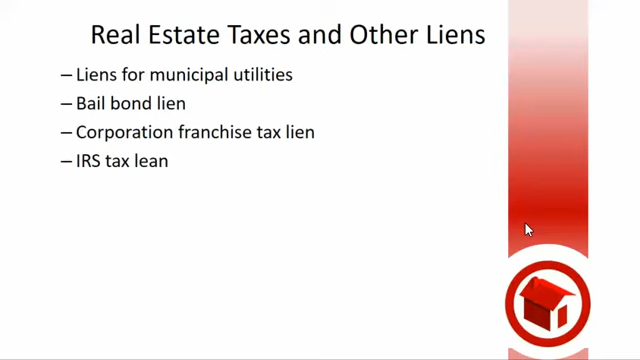 Real Estate Taxes and Other Liens
– Liens for municipal utilities
– Bail bond lien
– Corporation franchise tax lien
– IRS tax lean